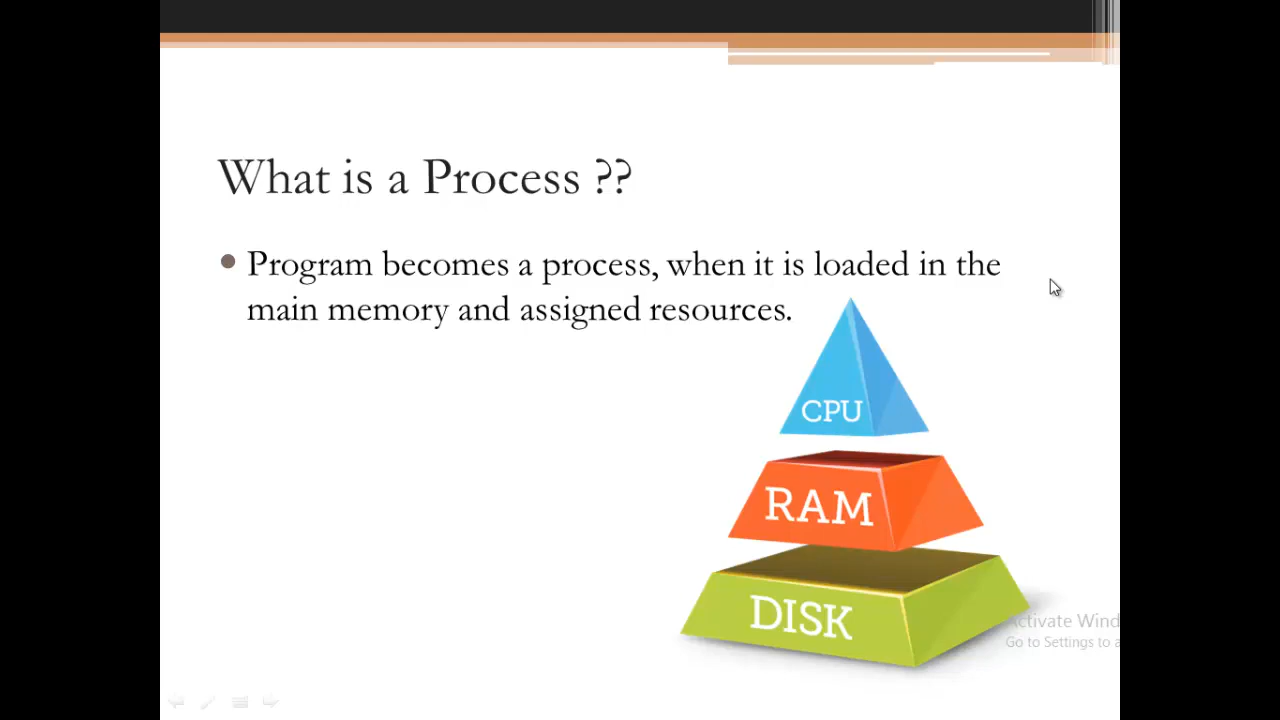 What is a Process ??
Program becomes a process, when it is loaded in the
main memory and assigned resources.
CPU
RAM
DISK
Activate Wind
Go to Settings to a